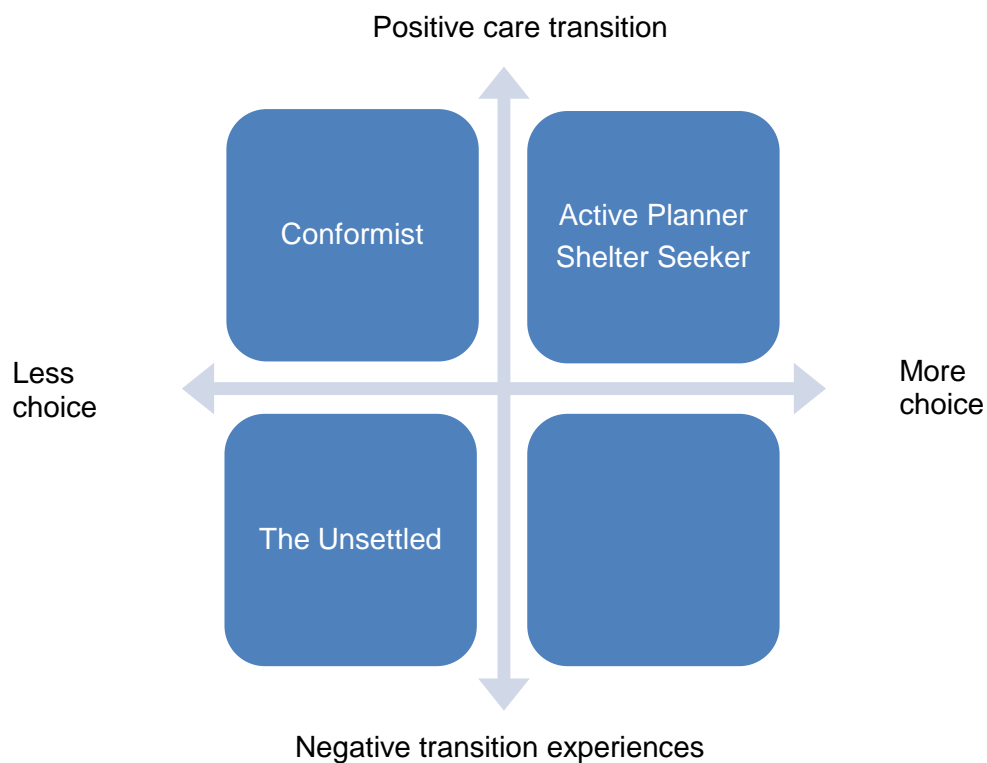 Positive care transition
Conformist
Active Planner
Shelter Seeker
Less
choice
More
choice
The Unsettled
Negative transition experiences